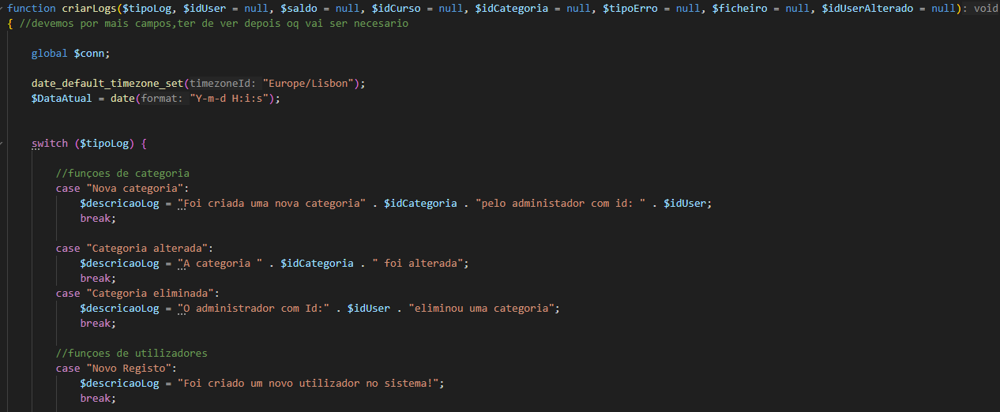 function criarLogs($tipoLog, $idUser = null, $saldo = null, $idCurso = null, $idCategoria = null, $tipoErro = null, $ficheiro = null, $idUserAlterado = null): void
{ //devemos por mais campos,ter de ver depois oq vai ser necesario
global $conn;
date_default_timezone_set(timezoneId: "Europe/Lisbon");
$DataAtual = date(format: "Y-m-d H:i:s");
switch ($tipoLog) {
//funçoes de categoria
case "Nova categoria":
$descricaoLog = "Foi criada uma nova categoria" . $idCategoria . "pelo administador com id: " . $idUser;
break;
case "Categoria alterada":
$descricaoLog = "A categoria " . $idCategoria . " foi alterada";
break;
case "Categoria eliminada":
$descricaoLog = "O administrador com Id:" . $idUser . "eliminou uma categoria";
break;
//funçoes de utilizadores
case "Novo Registo":
$descricaoLog = "Foi criado um novo utilizador no sistema!";
break;